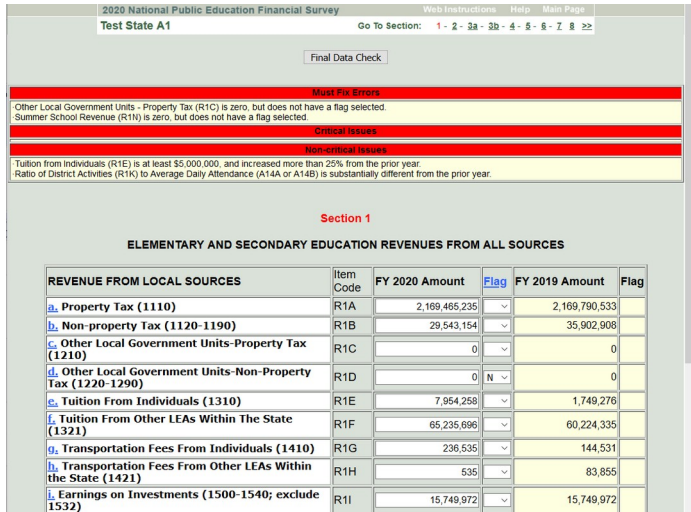 2020 National Public Education Financial Survey Web Instructions Help Main Page
Test State A1 Go To Section: 1 - 2 - 3a - 3b - 4 - 5 - 6 - 7 8 >>
Final Data Check
Must Fix Errors
·Other Local Government Units - Property Tax (R1C) is zero, but does not have a flag selected.
·Summer School Revenue (R1N) is zero, but does not have a flag selected.
Critical Issues
Non-critical Issues
·Tuition from Individuals (R1E) is at least $5,000,000, and increased more than 25% from the prior year.
·Ratio of District Activities (R1K) to Average Daily Attendance (A14A or A14B) is substantially different from the prior year.
Section 1
ELEMENTARY AND SECONDARY EDUCATION REVENUES FROM ALL SOURCES
REVENUE FROM LOCAL SOURCES Item Code FY 2020 Amount Flag FY 2019 Amount Flag
a. Property Tax (1110) R1A 2,169,465,235 2,169,790,533
b. Non-property Tax (1120-1190) R1B 29,543,154 35,902,908
c. Other Local Government Units-Property Tax
(1210) R1C 0 0
d. Other Local Government Units-Non-Property
Tax (1220-1290) R1D 0 N 0
e. Tuition From Individuals (1310) R1E 7,954,258 1,749,276
f. Tuition From Other LEAs Within The State
(1321) R1F 65,235,696 60,224,335
g. Transportation Fees From Individuals (1410) R1G 236,535 144,531
h. Transportation Fees From Other LEAs Within
the State (1421) R1H 535 83,855
i. Earnings on Investments (1500-1540; exclude
1532) R1I 15,749,972 15,749,972